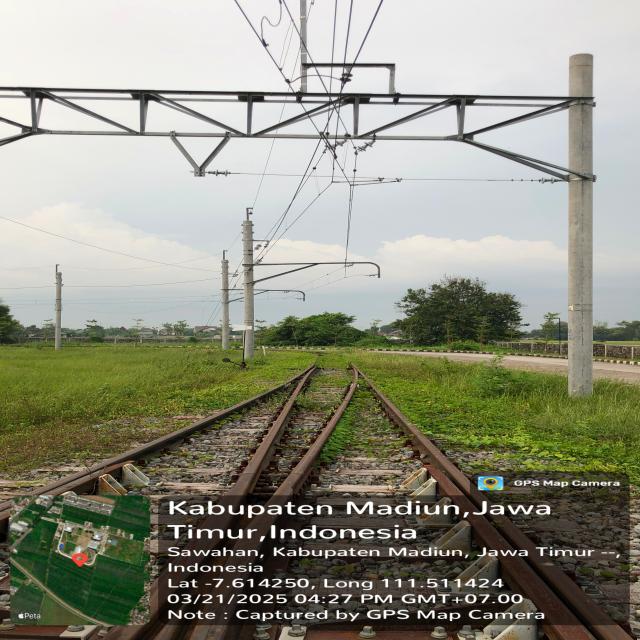 GPS Map Camera
Kabupaten Madiun,Jawa
Timur,Indonesia
Sawahan, Kabupaten Madiun, Jawa Timur --,
Indonesia
Lat -7.614250, Long 111.511424
03/21/2025 04:27 PM GMT+07.00
Note : Captured by GPS Map Camera
Peta